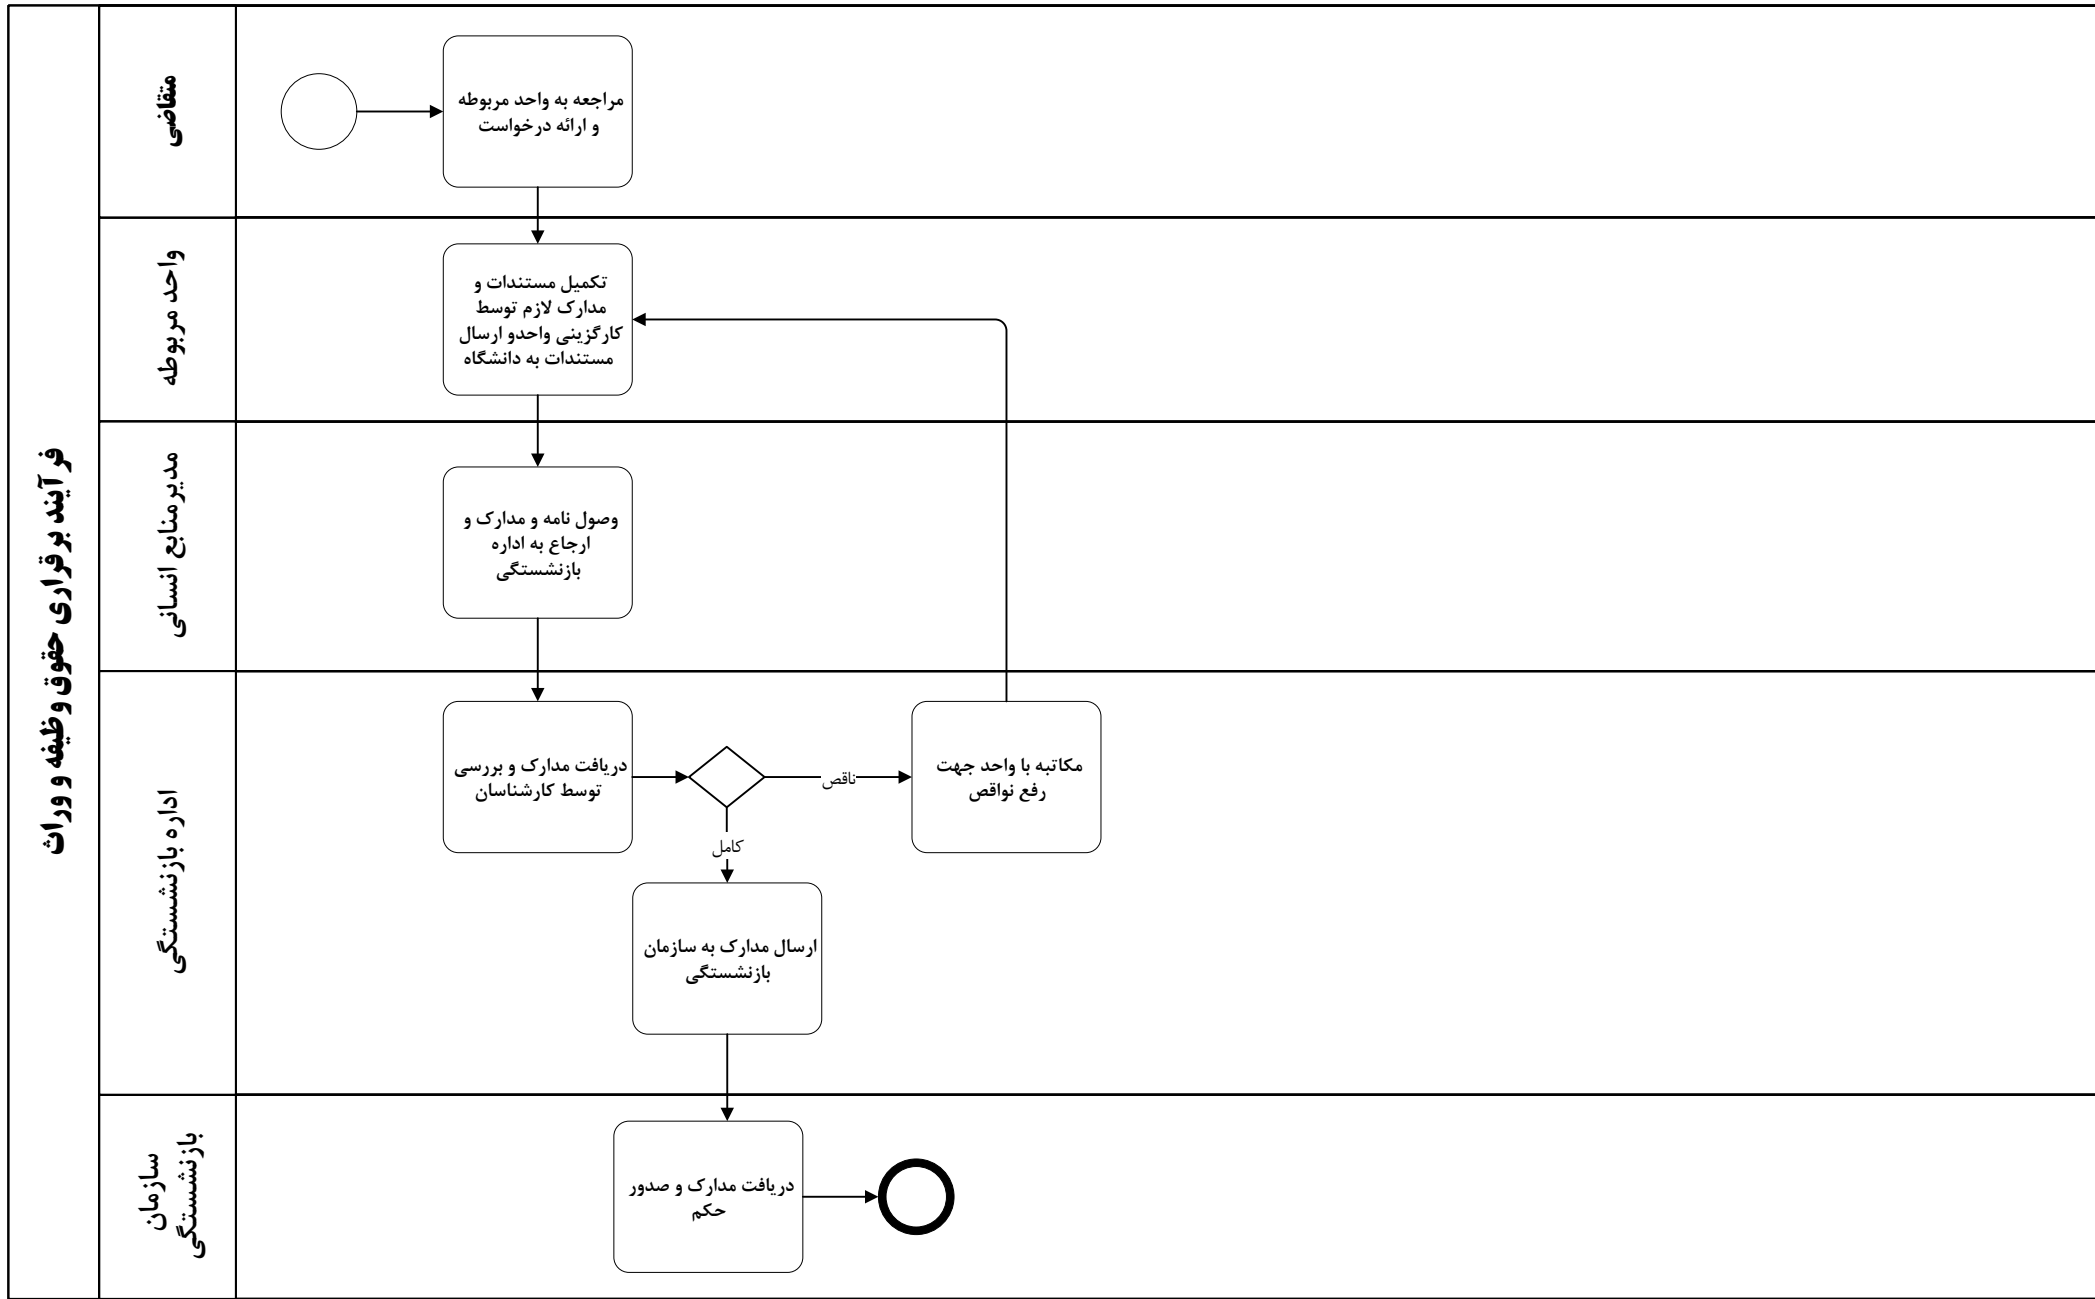 فرآیند برقراری حقوق وظیفه و وراث
متقاضی
مراجعه به واحد مربوطه
و ارائه درخواست
واحد مربوطه
تکمیل مستندات و
مدارک لازم توسط
کارگزینی واحدو ارسال
مستندات به دانشگاه
مدیرمنابع انسانی
وصول نامه و مدارک و
ارجاع به اداره
بازنشستگی
اداره بازنشستگی
دریافت مدارک و بررسی
توسط کارشناسان
ناقص
مکاتبه با واحد جهت
رفع نواقص
کامل
ارسال مدارک به سازمان
بازنشستگی
سازمان
بازنشستگی
دریافت مدارک و صدور
حکم